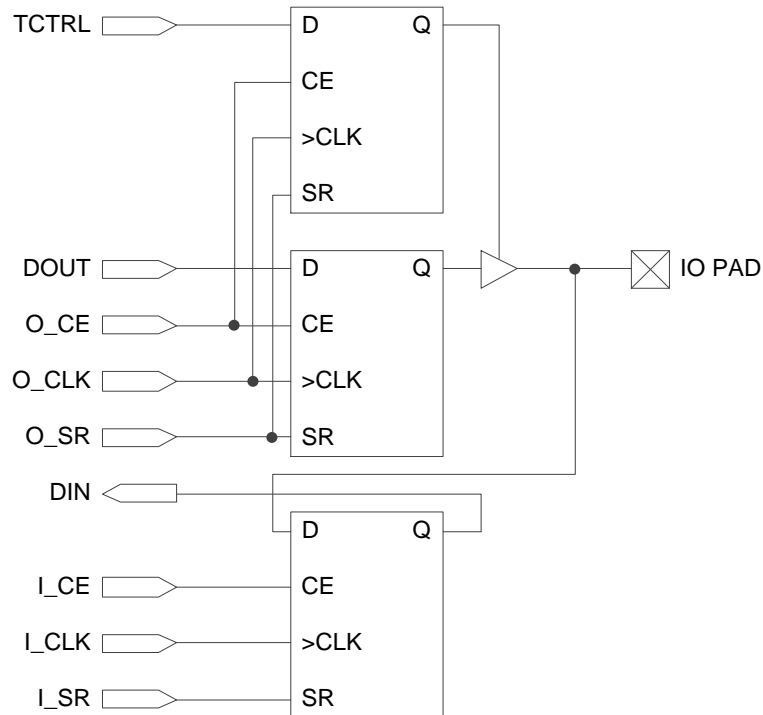 TCTRL
D Q
CE
>CLK
SR
DOUT
D Q
IO PAD
O_CE
CE
O_CLK
>CLK
O_SR
SR
DIN
D Q
I_CE
CE
I_CLK
>CLK
I_SR
SR